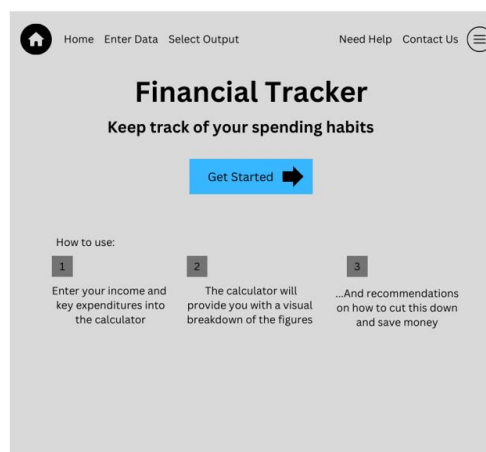 Home Enter Data Select Output Need Help Contact Us
Financial Tracker
Keep track of your spending habits
Get Started
How to use:
1
Enter your income and
key expenditures into
the calculator
2
The calculator will
provide you with a visual
breakdown of the figures
3
...And recommendations
on how to cut this down
and save money